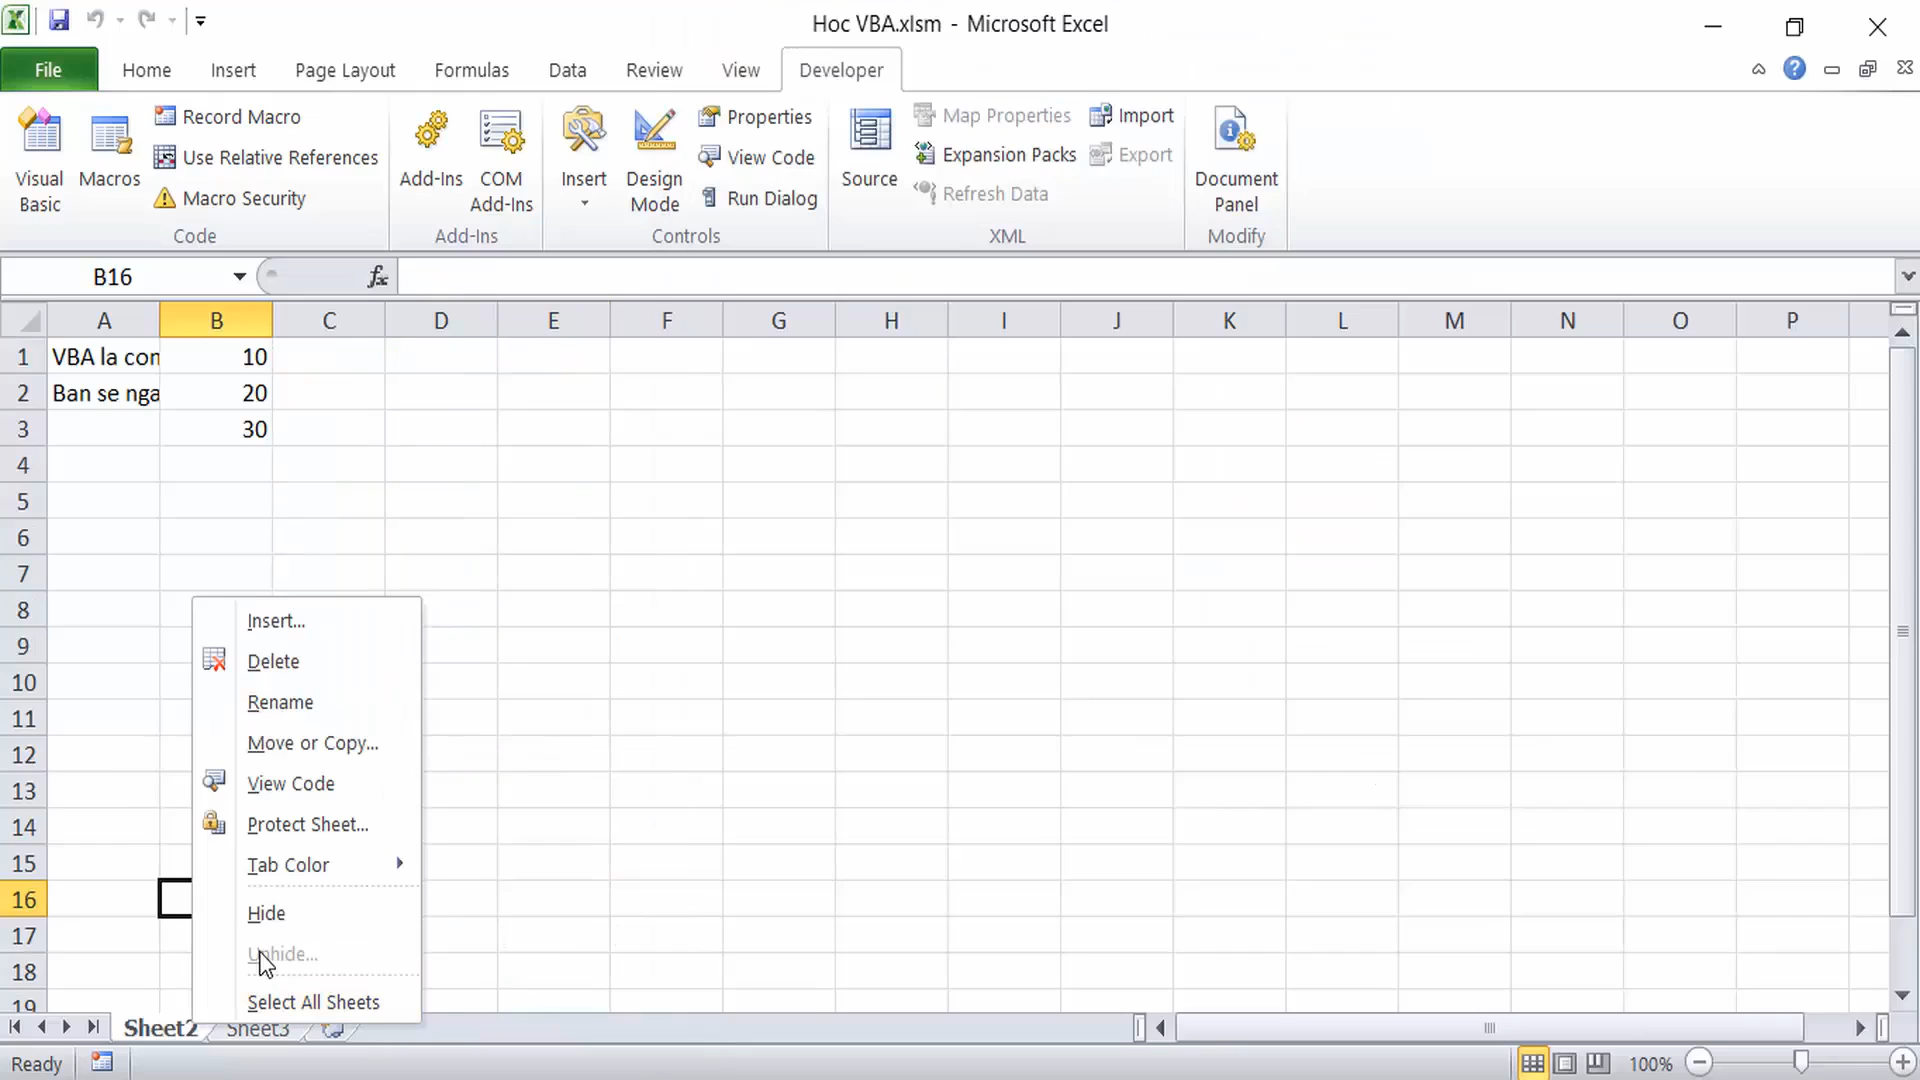 Hoc VBA.xlsm - Microsoft Excel
File Home Insert Page Layout Formulas Data Review View Developer
Visual Basic
Macros
Record Macro
Use Relative References
Macro Security
Code
Add-Ins
COM Add-Ins
Add-Ins
Insert
Design Mode
Properties
View Code
Run Dialog
Controls
Source
Map Properties
Expansion Packs
Refresh Data
Import
Export
XML
Document Panel
Modify
B16
fx
A B C D E F G H I J K L M N O P
1 VBA la con 10
2 Ban se nga 20
3 30
4
5
6
7
8
9
10
11
12
13
14
15
16
17
18
19
Insert...
Delete
Rename
Move or Copy...
View Code
Protect Sheet...
Tab Color
Hide
Unhide...
Select All Sheets
Sheet2 Sheet3
Ready
100%